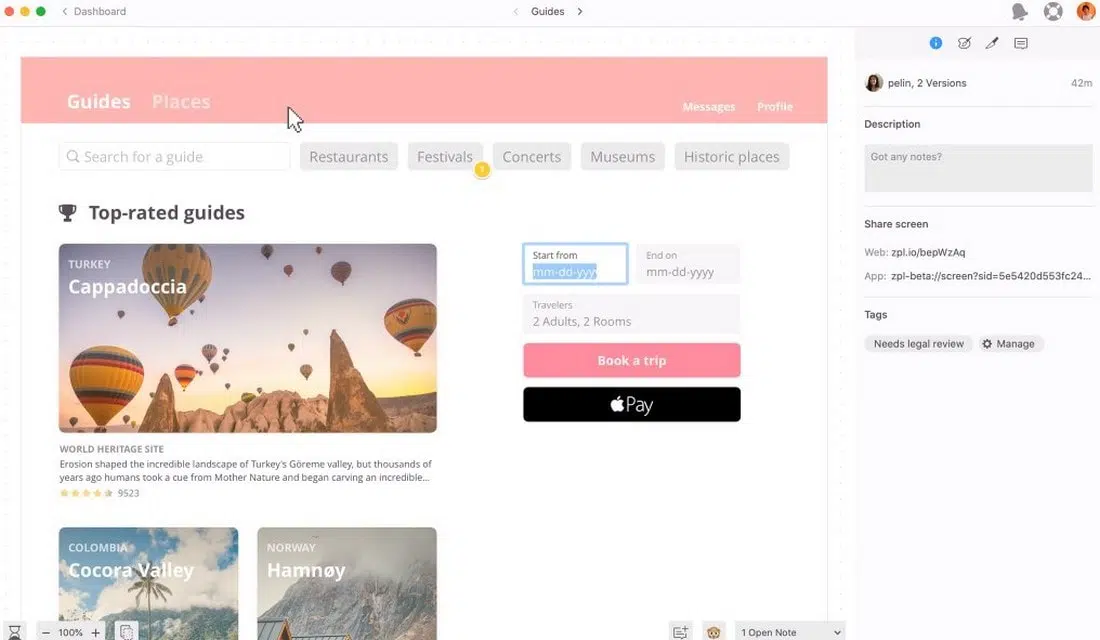 Dashboard
Guides
Guides Places
Messages Profile
Search for a guide
Restaurants Festivals Concerts Museums Historic places
1
Top-rated guides
TURKEY
Cappadoccia
WORLD HERITAGE SITE
Erosion shaped the incredible landscape of Turkey's Göreme valley, but thousands of
years ago humans took a cue from Mother Nature and began carving an incredible...
9523
Start from
mm-dd-yyyy
End on
mm-dd-yyyy
Travelers
2 Adults, 2 Rooms
Book a trip
Pay
COLOMBIA
Cocora Valley
NORWAY
Hamnøy
100%
1 Open Note
pelin, 2 Versions 42m
Description
Got any notes?
Share screen
Web: zpl.io/bepWzAq
App: zpl-beta://screen?sid=5e5420d553fc24...
Tags
Needs legal review Manage